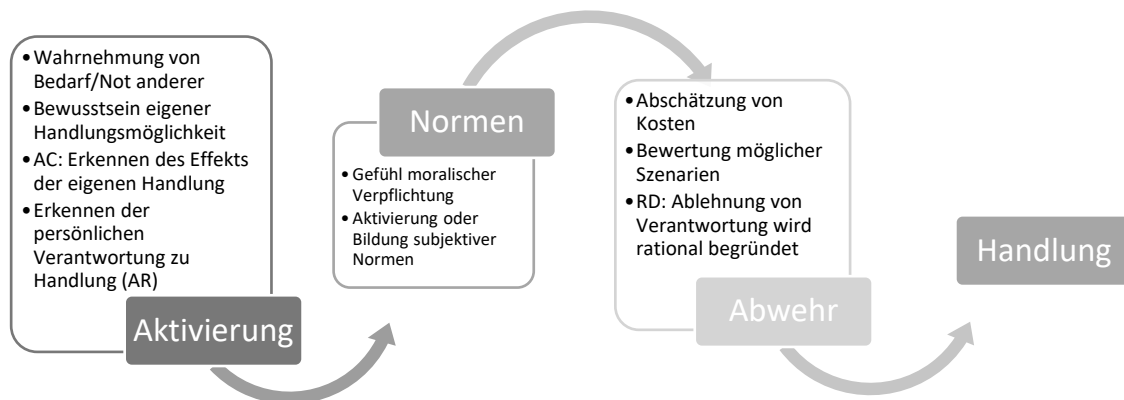 • Wahrnehmung von
Bedarf/Not anderer
• Bewusstsein eigener
Handlungsmöglichkeit
• AC: Erkennen des Effekts
der eigenen Handlung
• Erkennen der
persönlichen
Verantwortung zu
Handlung (AR)
Aktivierung
Normen
• Gefühl moralischer
Verpflichtung
• Aktivierung oder
Bildung subjektiver
Normen
• Abschätzung von
Kosten
• Bewertung möglicher
Szenarien
• RD: Ablehnung von
Verantwortung wird
rational begründet
Abwehr
Handlung